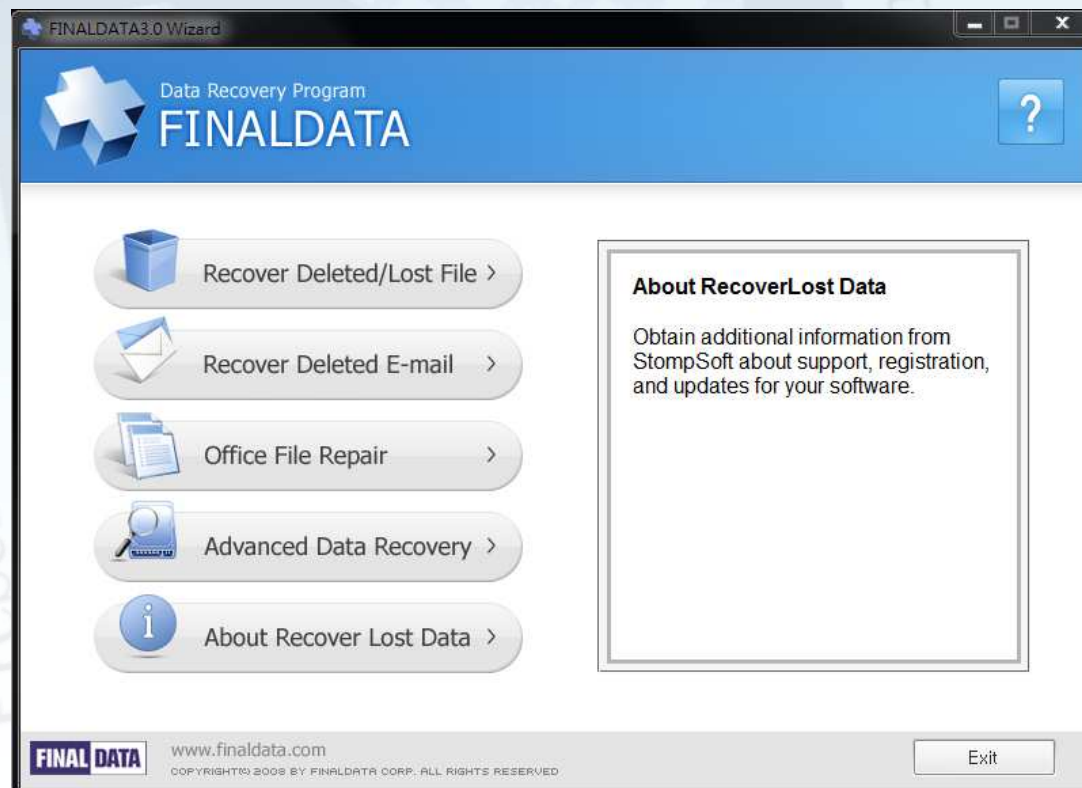 FINALDATA3.0 Wizard
Data Recovery Program
FINALDATA
?
Recover Deleted/Lost File >
Recover Deleted E-mail >
Office File Repair >
Advanced Data Recovery >
About Recover Lost Data >
About RecoverLost Data
Obtain additional information from
StompSoft about support, registration,
and updates for your software.
FINAL DATA
www.finaldata.com
COPYRIGHT(C) 2008 BY FINALDATA CORP. ALL RIGHTS RESERVED
Exit